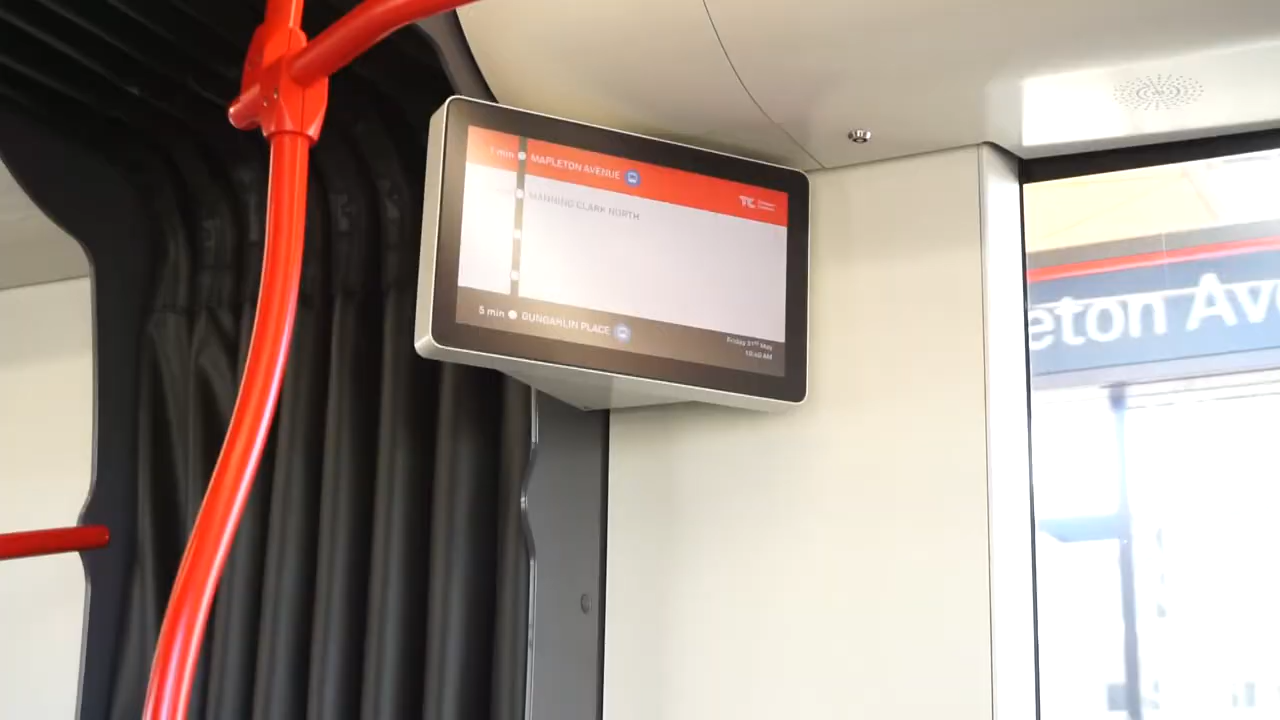 1 min MAPLETON AVENUE
MANNING CLARK NORTH
5 min GUNGAHLIN PLACE
Friday 31st May
10:40 AM
TC
eton Av